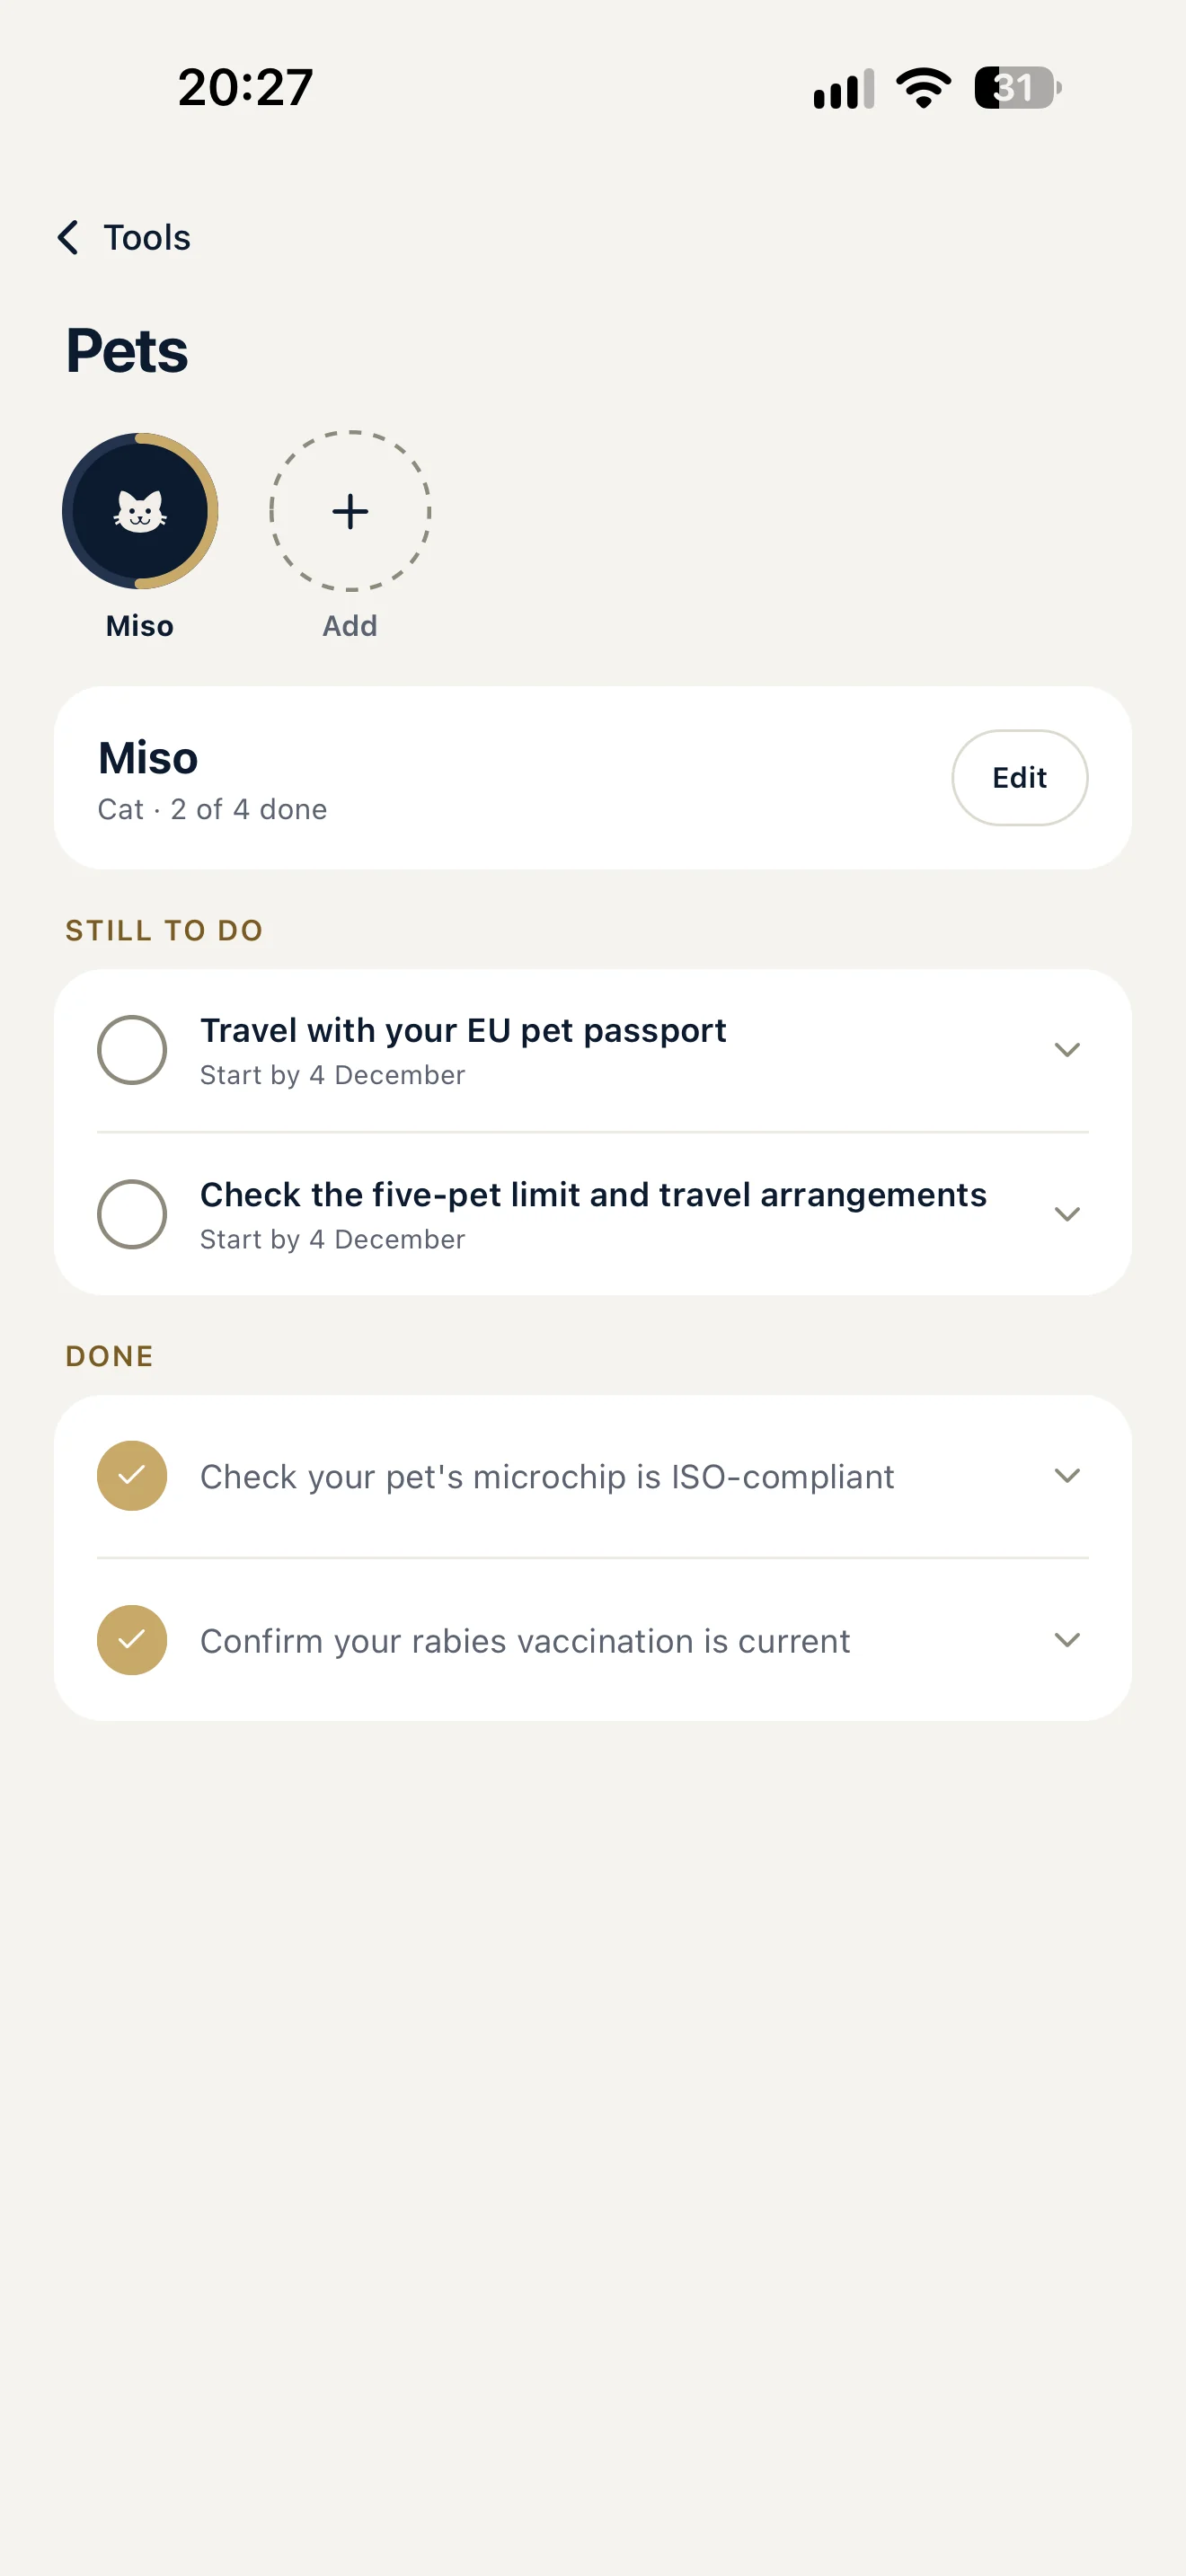 20:27
31
Tools
Pets
Miso
Add
Miso
Edit
Cat · 2 of 4 done
STILL TO DO
Travel with your EU pet passport
Start by 4 December
Check the five-pet limit and travel arrangements
Start by 4 December
DONE
Check your pet's microchip is ISO-compliant
Confirm your rabies vaccination is current